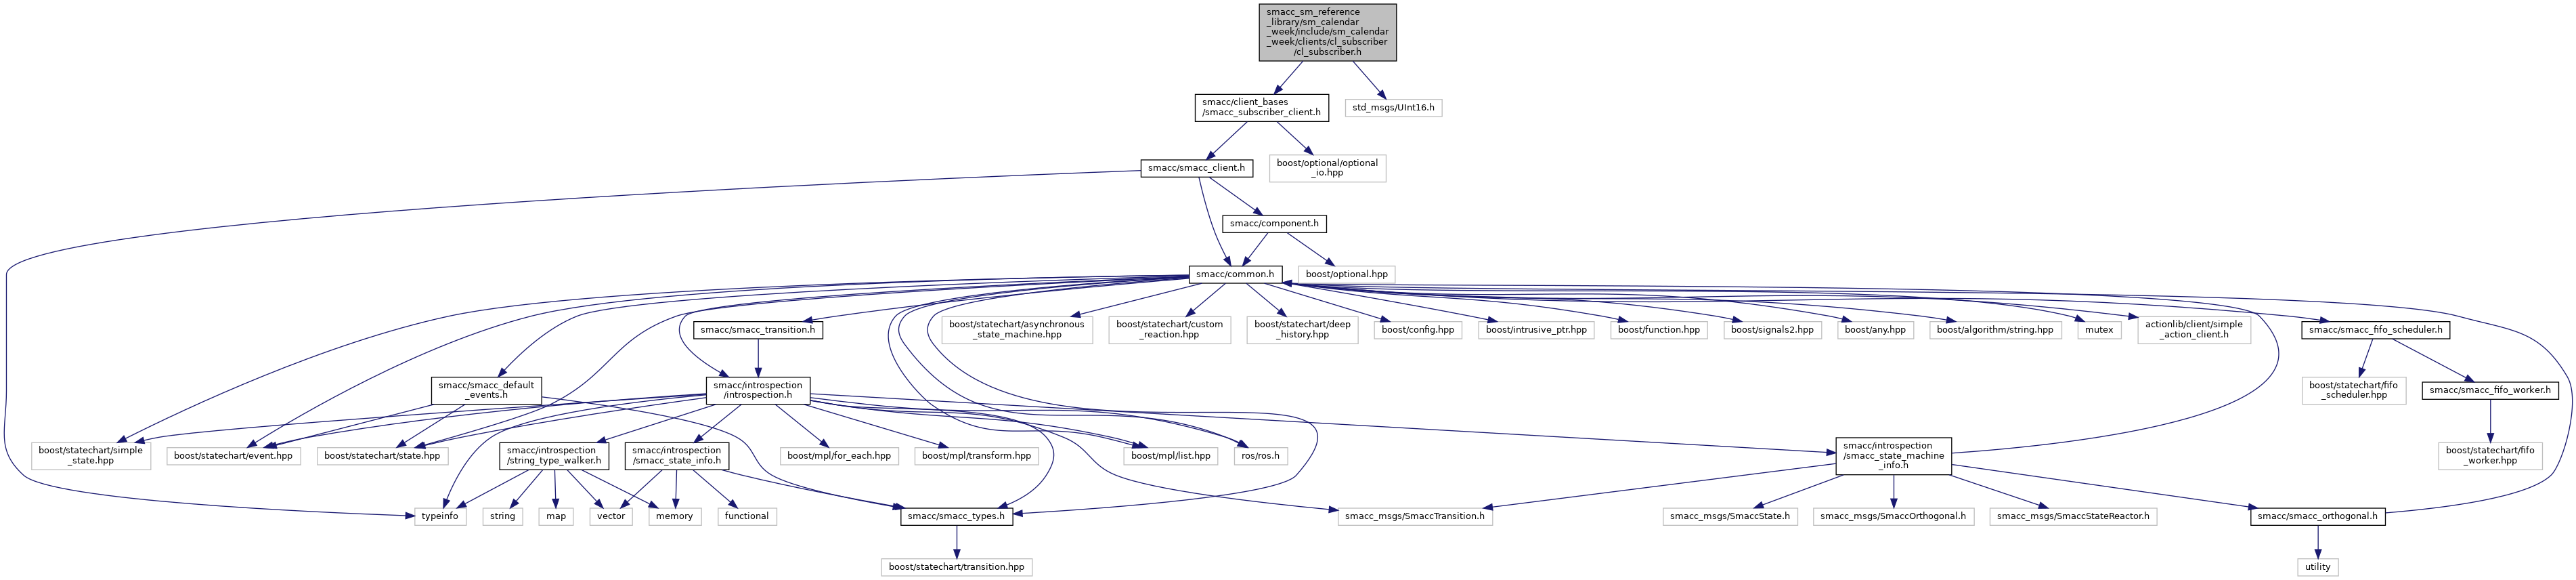 smacc_sm_reference
_library/sm_calendar
_week/include/sm_calendar
_week/clients/cl_subscriber
/cl_subscriber.h
smacc/client_bases
/smacc_subscriber_client.h
std_msgs/UInt16.h
smacc/smacc_client.h
boost/optional/optional
_io.hpp
smacc/component.h
smacc/common.h
boost/optional.hpp
smacc/smacc_transition.h
boost/statechart/asynchronous
_state_machine.hpp
boost/statechart/custom
_reaction.hpp
boost/statechart/deep
_history.hpp
boost/config.hpp
boost/intrusive_ptr.hpp
boost/function.hpp
boost/signals2.hpp
boost/any.hpp
boost/algorithm/string.hpp
mutex
actionlib/client/simple
_action_client.h
smacc/smacc_fifo_scheduler.h
smacc/smacc_default
_events.h
smacc/introspection
/introspection.h
boost/statechart/fifo
_scheduler.hpp
smacc/smacc_fifo_worker.h
boost/statechart/simple
_state.hpp
boost/statechart/event.hpp
boost/statechart/state.hpp
smacc/introspection
/string_type_walker.h
smacc/introspection
/smacc_state_info.h
boost/mpl/for_each.hpp
boost/mpl/transform.hpp
boost/mpl/list.hpp
ros/ros.h
smacc/introspection
/smacc_state_machine
_info.h
boost/statechart/fifo
_worker.hpp
typeinfo
string
map
vector
memory
functional
smacc/smacc_types.h
smacc_msgs/SmaccTransition.h
smacc_msgs/SmaccState.h
smacc_msgs/SmaccOrthogonal.h
smacc_msgs/SmaccStateReactor.h
smacc/smacc_orthogonal.h
boost/statechart/transition.hpp
utility